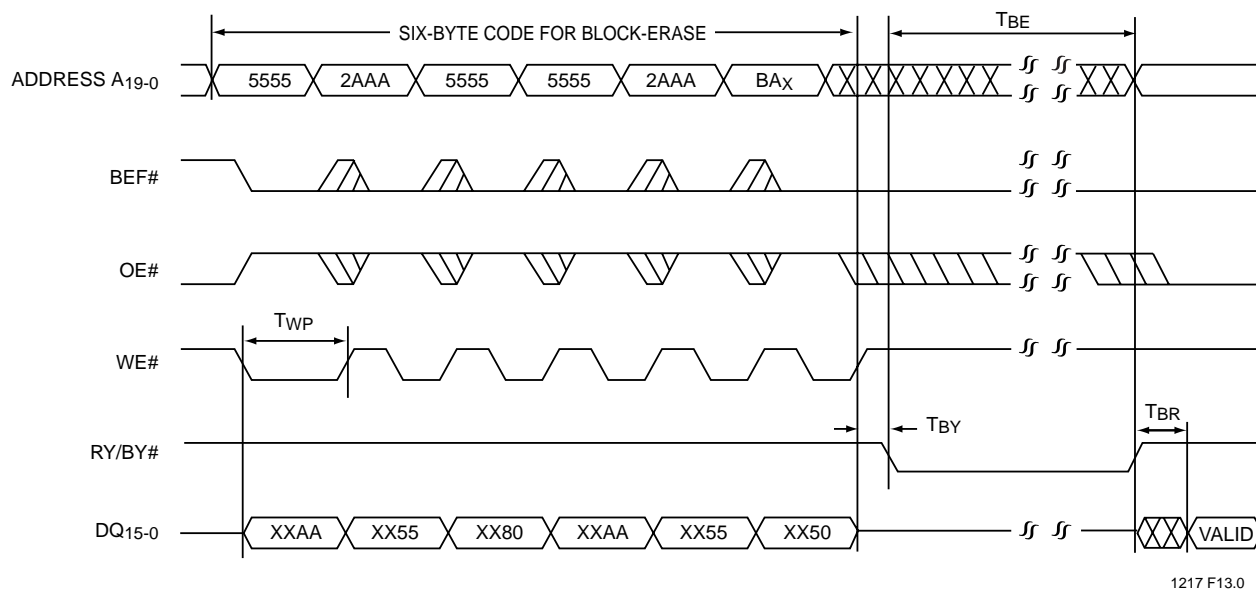 SIX-BYTE CODE FOR BLOCK-ERASE TBE
ADDRESS A19-0 5555 2AAA 5555 5555 2AAA BAX
BEF#
OE#
TWP
WE#
TBY TBR
RY/BY#
DQ15-0 XXAA XX55 XX80 XXAA XX55 XX50 VALID
1217 F13.0